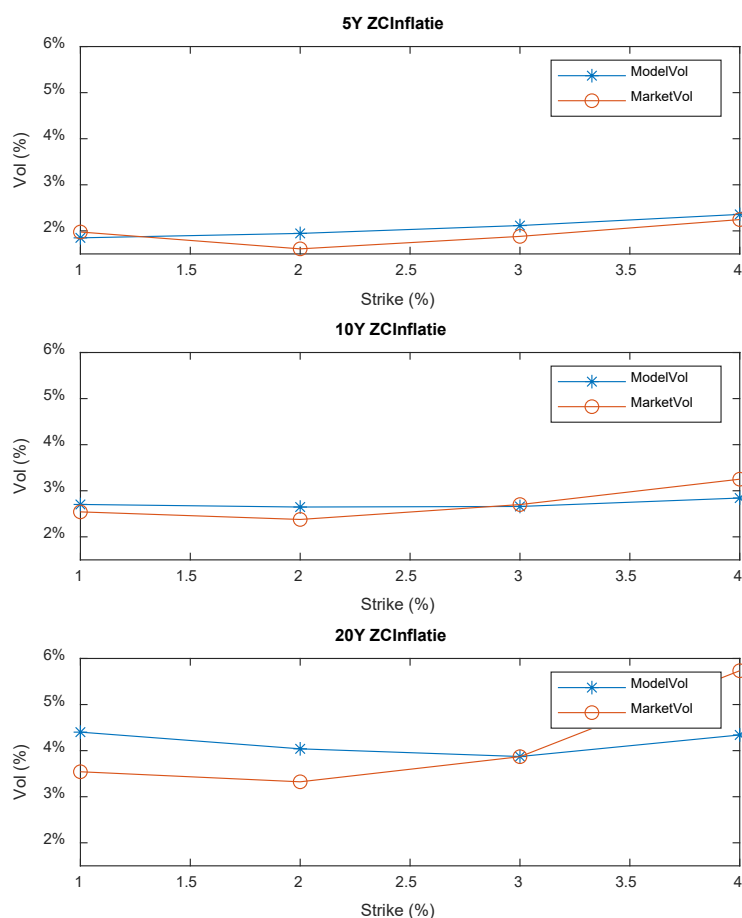 5Y ZCInflatie
6%
5%
4%
3%
2%
Vol (%)
ModelVol
MarketVol
1 1.5 2 2.5 3 3.5 4
Strike (%)
10Y ZCInflatie
6%
5%
4%
3%
2%
Vol (%)
ModelVol
MarketVol
1 1.5 2 2.5 3 3.5 4
Strike (%)
20Y ZCInflatie
6%
5%
4%
3%
2%
Vol (%)
ModelVol
MarketVol
1 1.5 2 2.5 3 3.5 4
Strike (%)